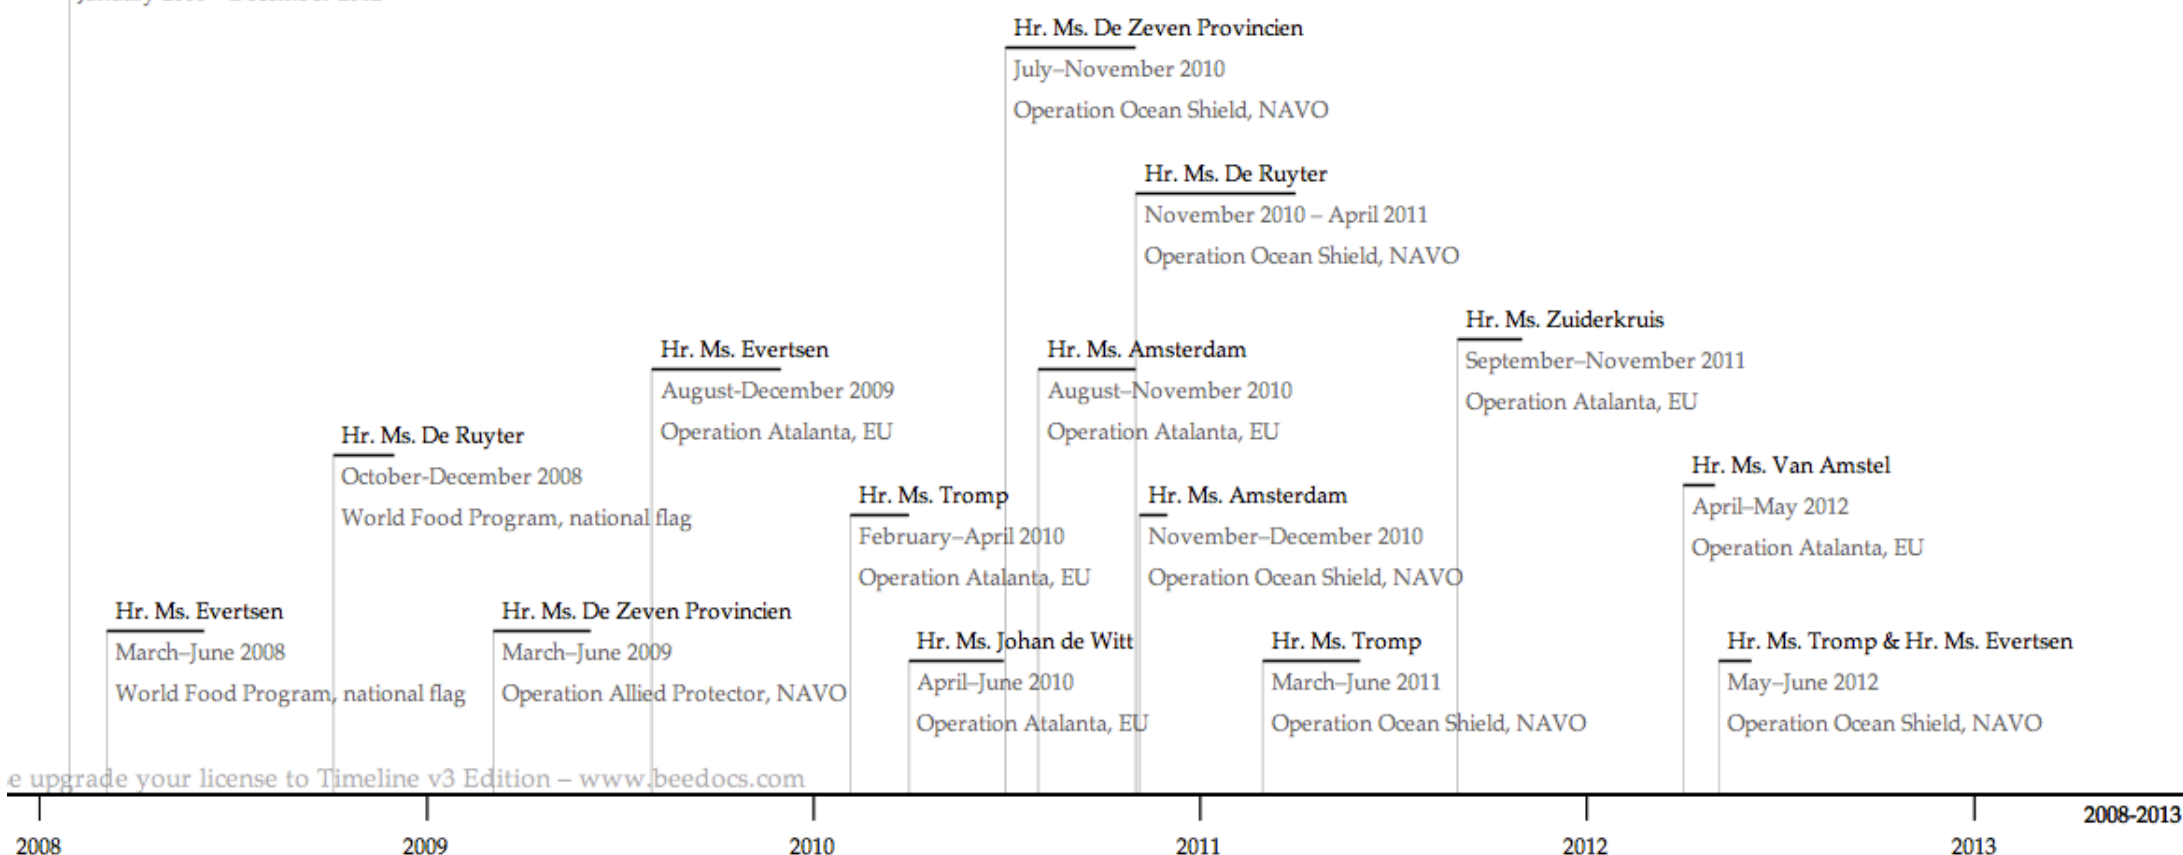 Hr. Ms. De Zeven Provincien
July–November 2010
Operation Ocean Shield, NAVO
Hr. Ms. De Ruyter
November 2010 – April 2011
Operation Ocean Shield, NAVO
Hr. Ms. Zuiderkruis
September–November 2011
Operation Atalanta, EU
Hr. Ms. Evertsen
August-December 2009
Operation Atalanta, EU
Hr. Ms. Amsterdam
August–November 2010
Operation Atalanta, EU
Hr. Ms. De Ruyter
October-December 2008
World Food Program, national flag
Hr. Ms. Van Amstel
April–May 2012
Operation Atalanta, EU
Hr. Ms. Tromp
February–April 2010
Operation Atalanta, EU
Hr. Ms. Amsterdam
November–December 2010
Operation Ocean Shield, NAVO
Hr. Ms. Evertsen
March–June 2008
World Food Program, national flag
Hr. Ms. De Zeven Provincien
March–June 2009
Operation Allied Protector, NAVO
Hr. Ms. Johan de Witt
April–June 2010
Operation Atalanta, EU
Hr. Ms. Tromp
March–June 2011
Operation Ocean Shield, NAVO
Hr. Ms. Tromp & Hr. Ms. Evertsen
May–June 2012
Operation Ocean Shield, NAVO
e upgrade your license to Timeline v3 Edition – www.beedocs.com
2008-2013
2008 2009 2010 2011 2012 2013